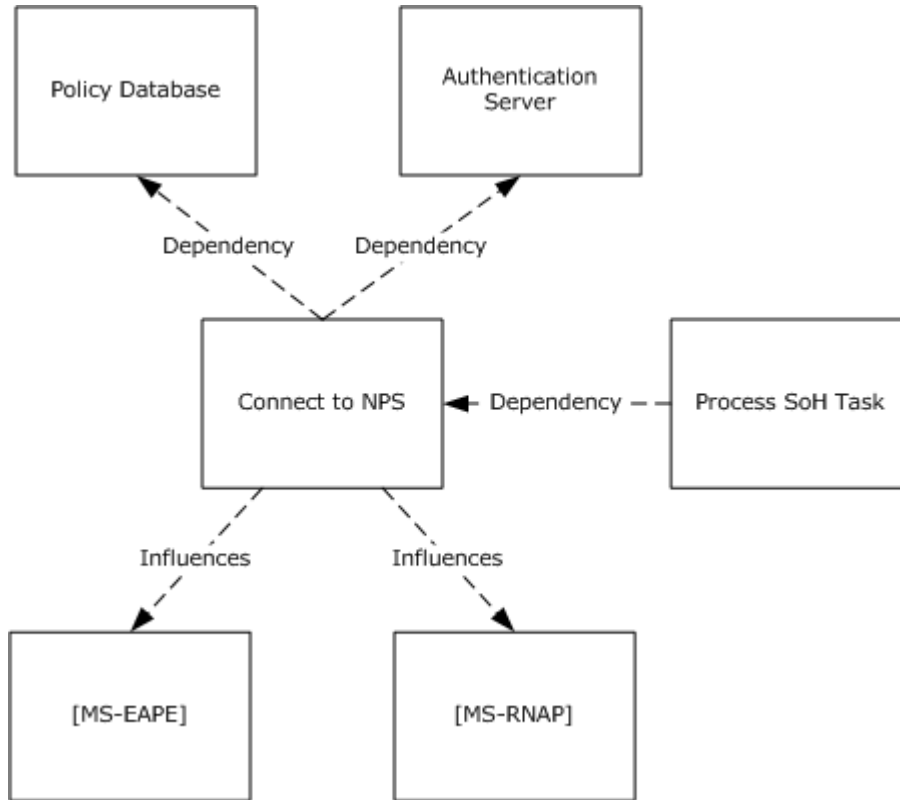 Policy Database
Authentication
Server
Dependency
Dependency
Connect to NPS
Dependency
Process SoH Task
Influences
Influences
[MS-EAPE]
[MS-RNAP]